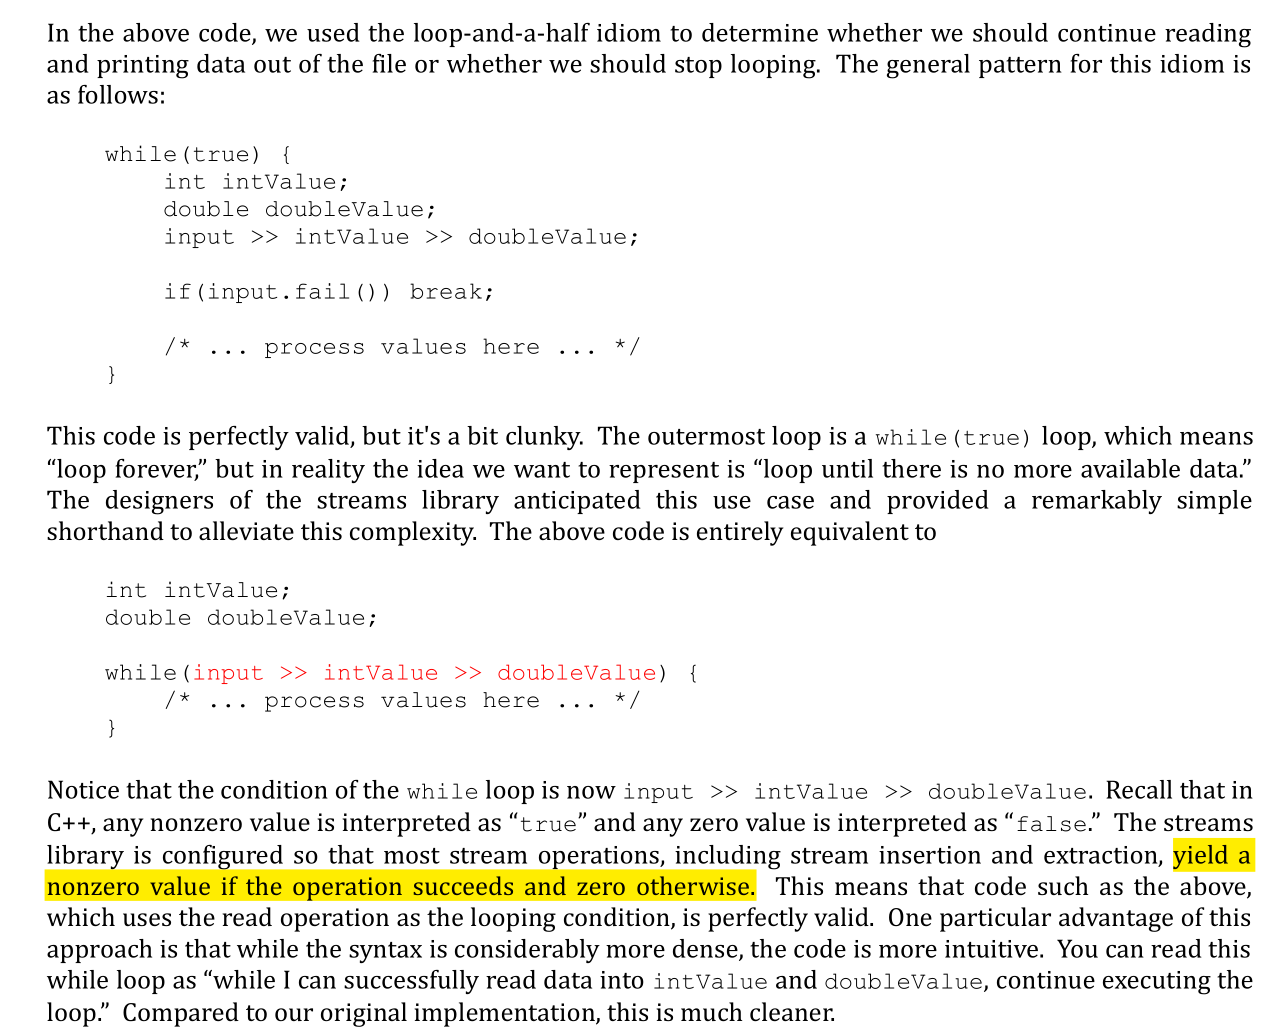 In the above code, we used the loop-and-a-half idiom to determine whether we should continue reading
and printing data out of the file or whether we should stop looping.  The general pattern for this idiom is
as follows:
while(true) {
int intValue;
double doubleValue;
input >> intValue >> doubleValue;
if(input.fail()) break;
/* ... process values here ... */
}
This code is perfectly valid, but it's a bit clunky.  The outermost loop is a while(true) loop, which means
“loop forever,” but in reality the idea we want to represent is “loop until there is no more available data.”
The designers of the streams library anticipated this use case and provided a remarkably simple
shorthand to alleviate this complexity.  The above code is entirely equivalent to
int intValue;
double doubleValue;
while(input >> intValue >> doubleValue) {
/* ... process values here ... */
}
Notice that the condition of the while loop is now input >> intValue >> doubleValue. Recall that in
C++, any nonzero value is interpreted as “true” and any zero value is interpreted as “false.”  The streams
library is configured so that most stream operations, including stream insertion and extraction, yield a
nonzero value if the operation succeeds and zero otherwise.  This means that code such as the above,
which uses the read operation as the looping condition, is perfectly valid.  One particular advantage of this
approach is that while the syntax is considerably more dense, the code is more intuitive.  You can read this
while loop as “while I can successfully read data into intValue and doubleValue, continue executing the
loop.”  Compared to our original implementation, this is much cleaner.